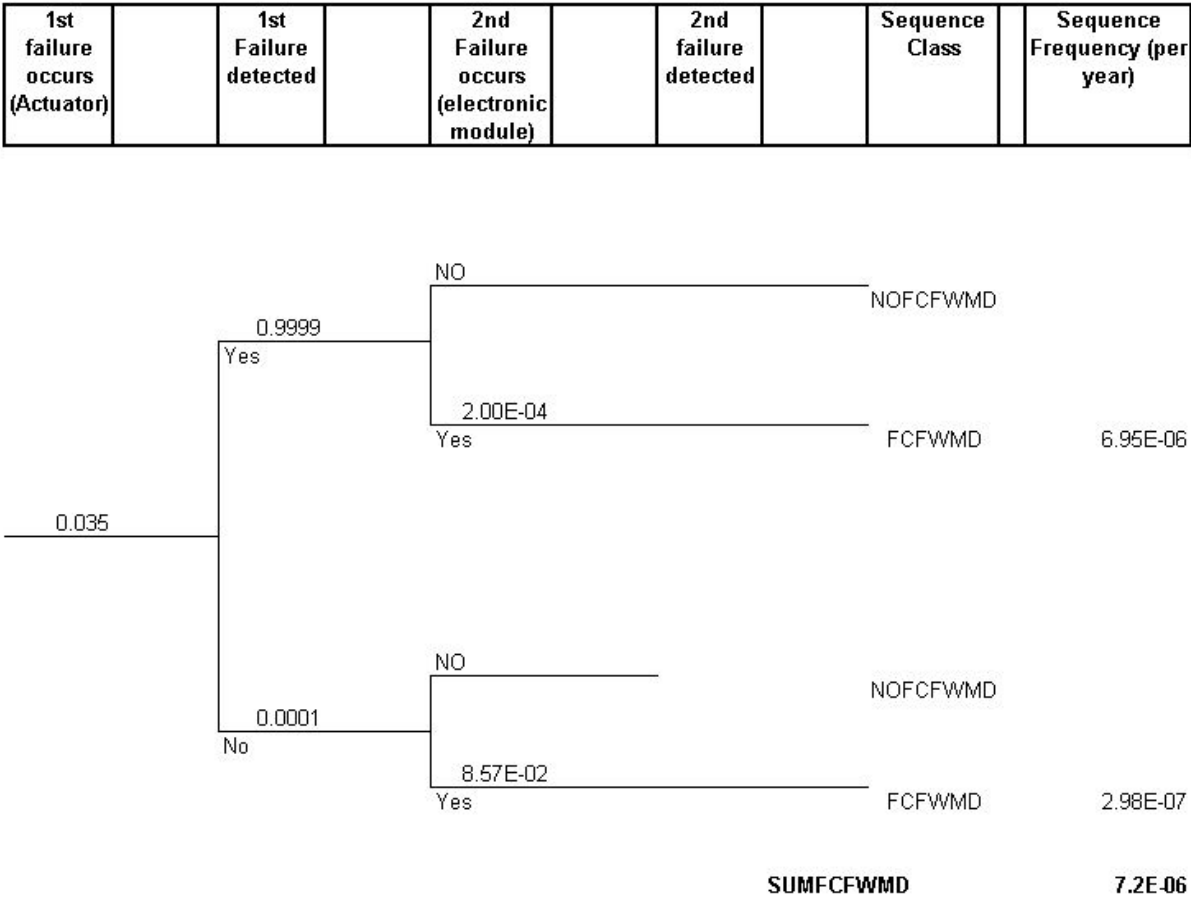 1st
failure
occurs
(Actuator)
1st
Failure
detected
2nd
Failure
occurs
(electronic
module)
2nd
failure
detected
Sequence
Class
Sequence
Frequency (per
year)
NO
NOFCFWMD
0.9999
Yes
2.00E-04
Yes
FCFWMD
6.95E-06
0.035
NO
NOFCFWMD
0.0001
No
8.57E-02
Yes
FCFWMD
2.98E-07
SUMFCFWMD
7.2E-06